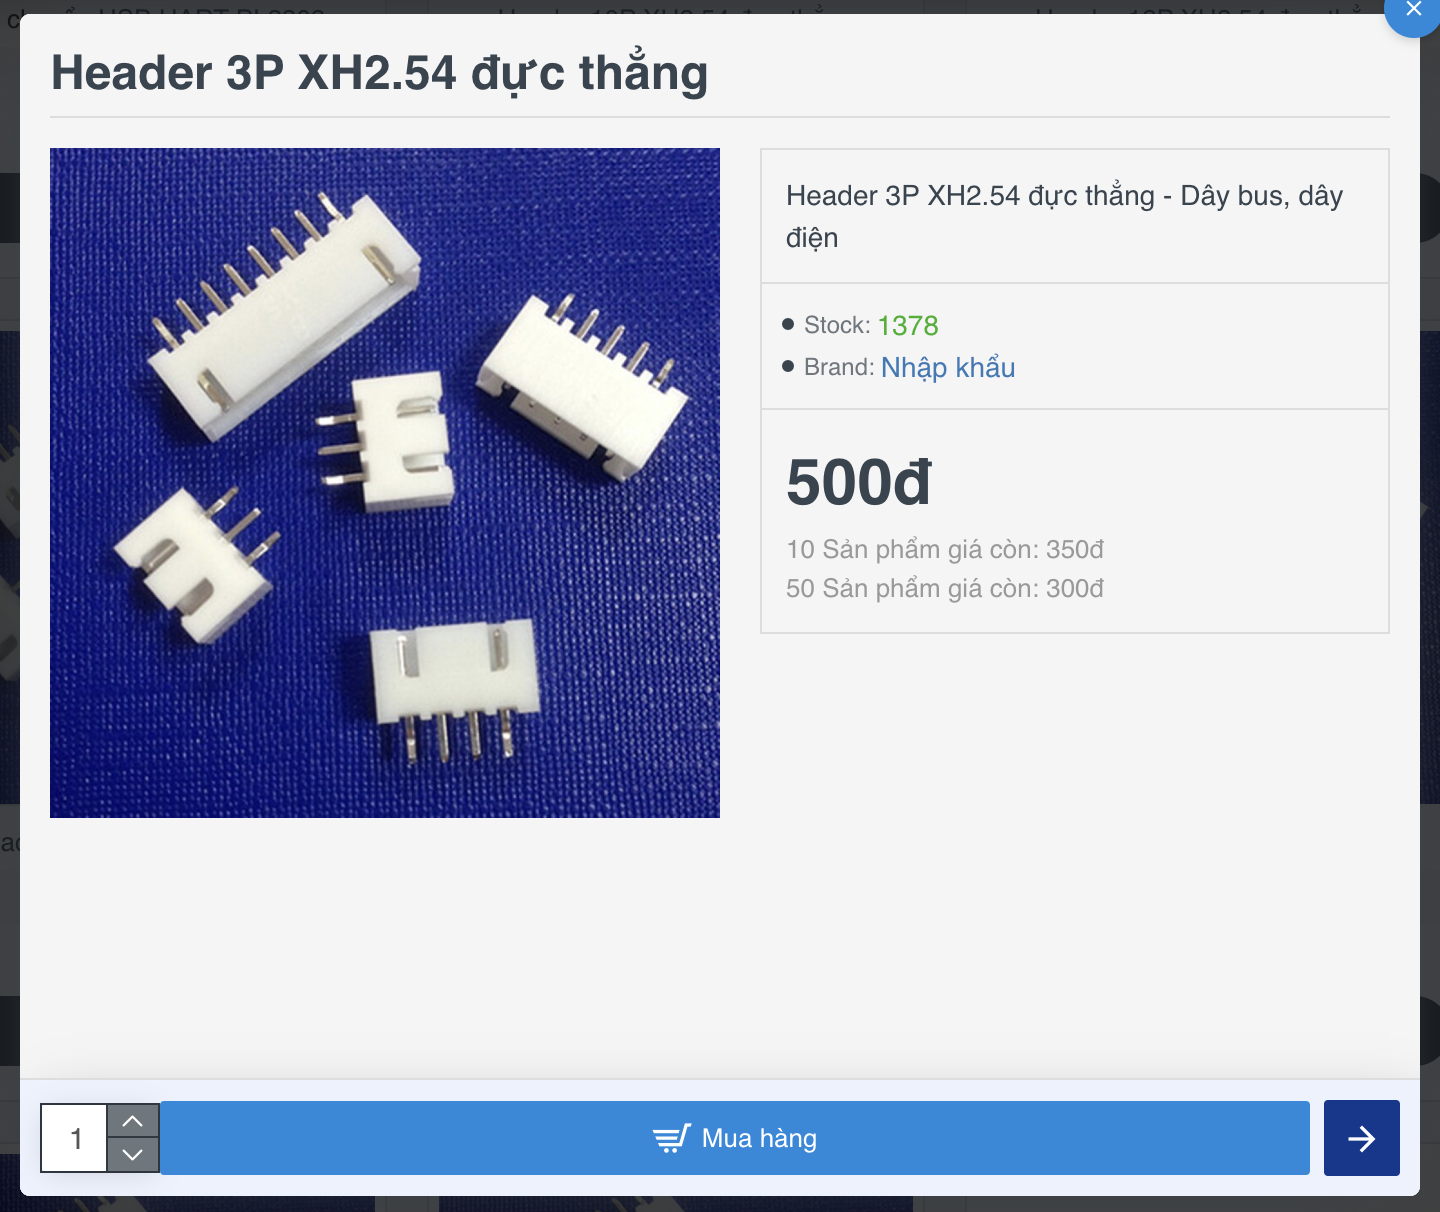 Header 3P XH2.54 đực thẳng
Header 3P XH2.54 đực thẳng - Dây bus, dây
điện
Stock: 1378
Brand: Nhập khẩu
500đ
10 Sản phẩm giá còn: 350đ
50 Sản phẩm giá còn: 300đ
1
Mua hàng